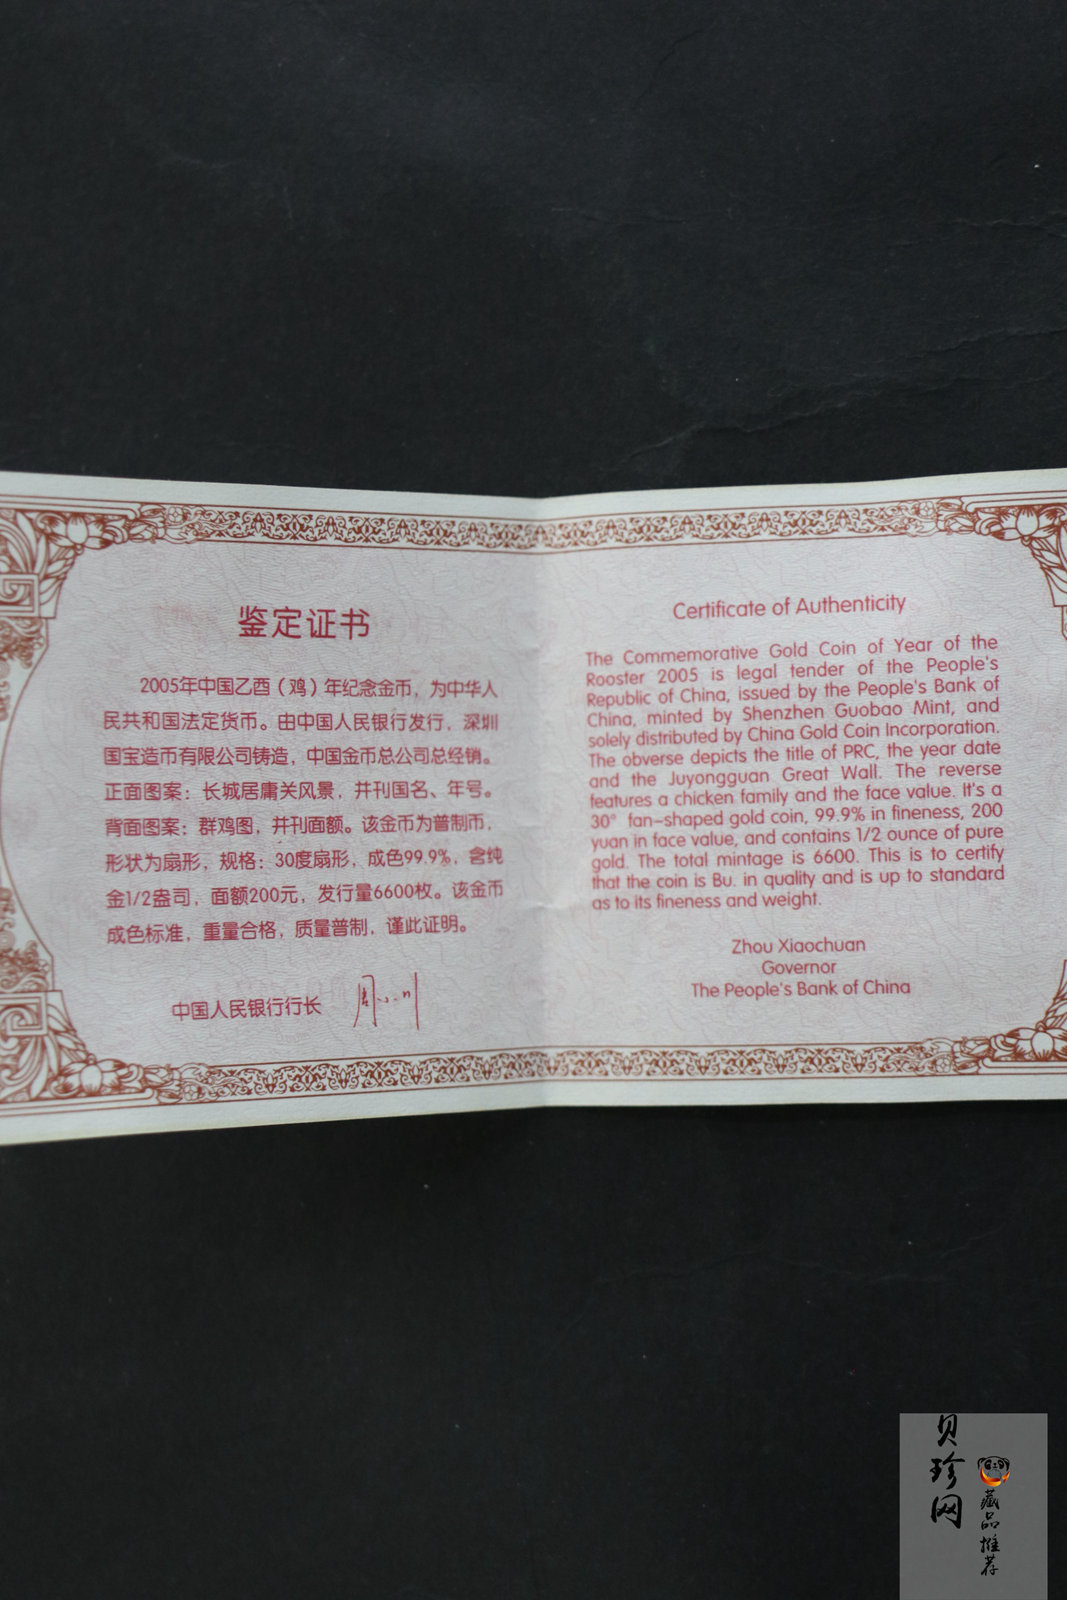 鉴定证书
2005年中国乙酉（鸡）年纪念金币，为中华人
民共和国法定货币。由中国人民银行发行，深圳
国宝造币有限公司铸造，中国金币总公司总经销。
正面图案：长城居庸关风景，并刊国名、年号。
背面图案：群鸡图，并刊面额。该金币为普制币，
形状为扇形，规格：30度扇形，成色99.9%，含纯
金1/2盎司，面额200元，发行量6600枚。该金币
成色标准，重量合格，质量普制，谨此证明。
中国人民银行行长 周小川
Certificate of Authenticity
The Commemorative Gold Coin of Year of the
Rooster 2005 is legal tender of the People's
Republic of China, issued by the People's Bank of
China, minted by Shenzhen Guobao Mint, and
solely distributed by China Gold Coin Incorporation.
The obverse depicts the title of PRC, the year date
and the Juyongguan Great Wall. The reverse
features a chicken family and the face value. It's a
30° fan-shaped gold coin, 99.9% in fineness, 200
yuan in face value, and contains 1/2 ounce of pure
gold. The total mintage is 6600. This is to certify
that the coin is Bu. in quality and is up to standard
as to its fineness and weight.
Zhou Xiaochuan
Governor
The People's Bank of China
贝珍网
藏品推荐